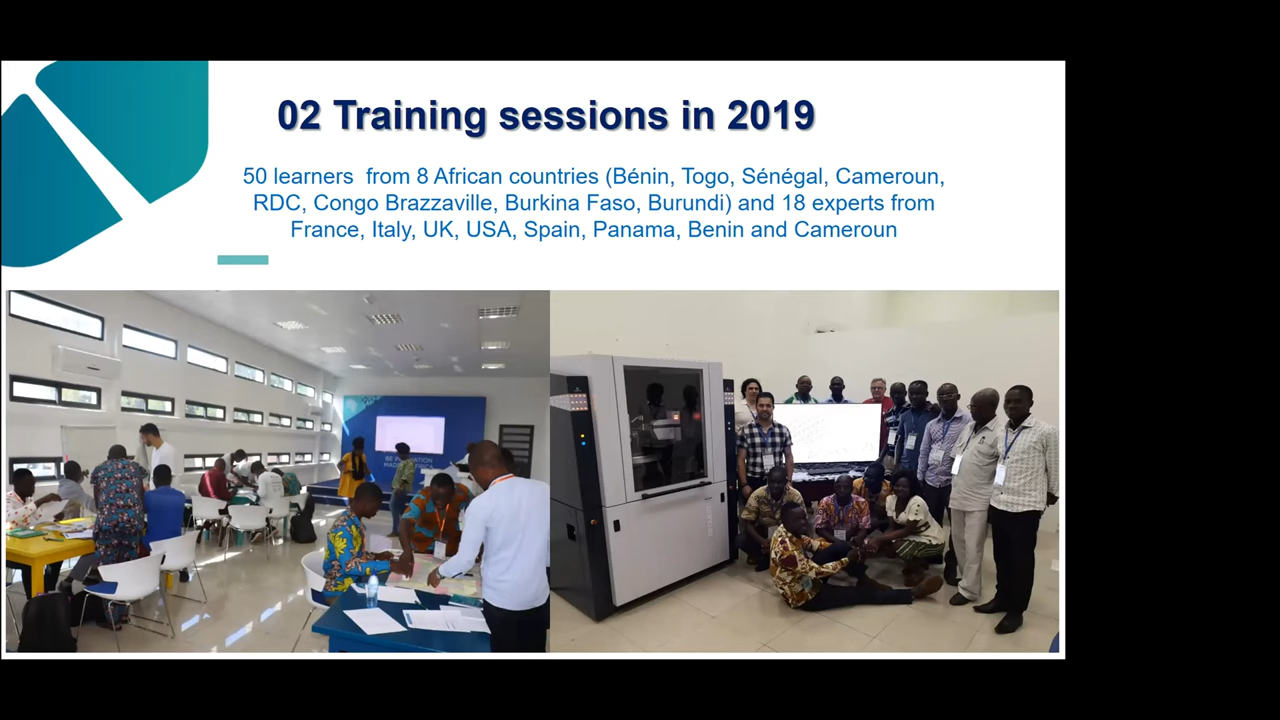 02 Training sessions in 2019
50 learners  from 8 African countries (Bénin, Togo, Sénégal, Cameroun,
RDC, Congo Brazzaville, Burkina Faso, Burundi) and 18 experts from
France, Italy, UK, USA, Spain, Panama, Benin and Cameroun